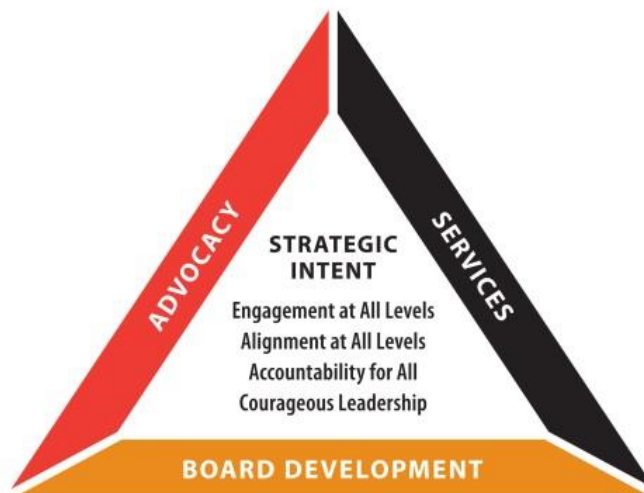 ADVOCACY
SERVICES
STRATEGIC
INTENT
Engagement at All Levels
Alignment at All Levels
Accountability for All
Courageous Leadership
BOARD DEVELOPMENT